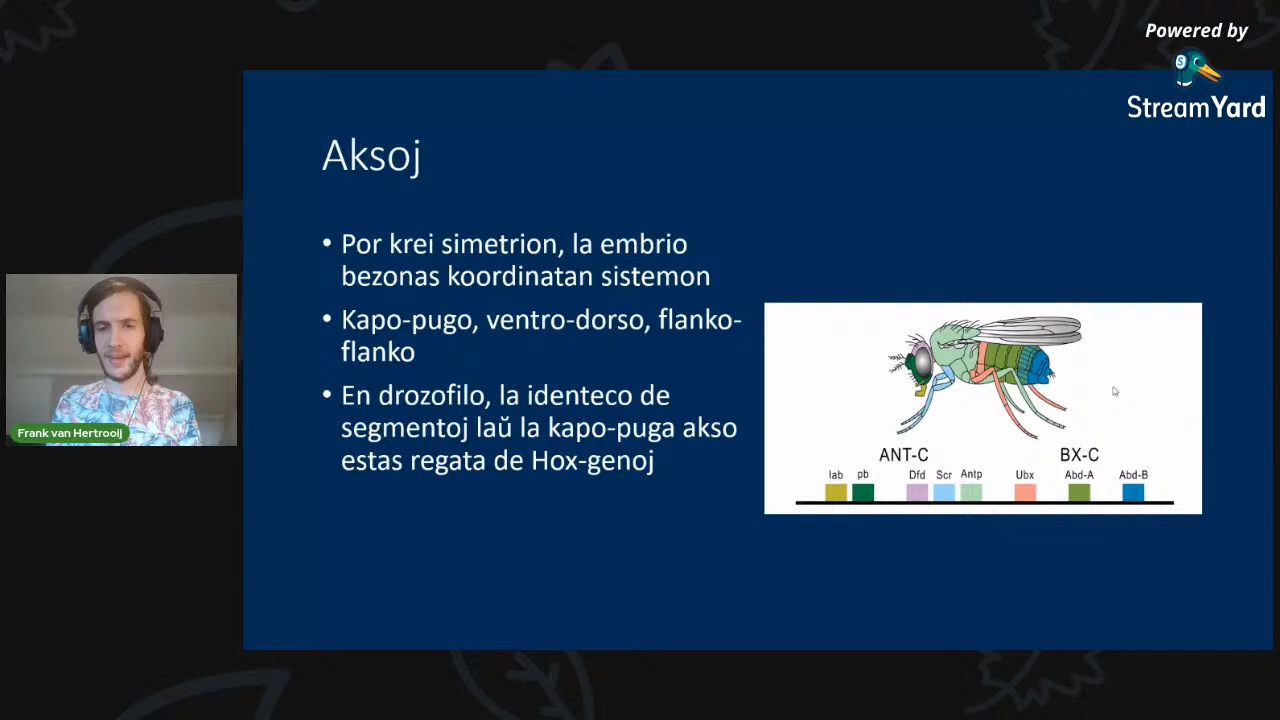 Powered by
StreamYard
Aksoj
• Por krei simetrion, la embrio
bezonas koordinatan sistemon
• Kapo-pugo, ventro-dorso, flanko-
flanko
• En drozofilo, la identeco de
segmentoj laŭ la kapo-puga akso
estas regata de Hox-genoj
ANT-C BX-C
lab pb Dfd Scr Antp Ubx Abd-A Abd-B
Frank van Hertrooij